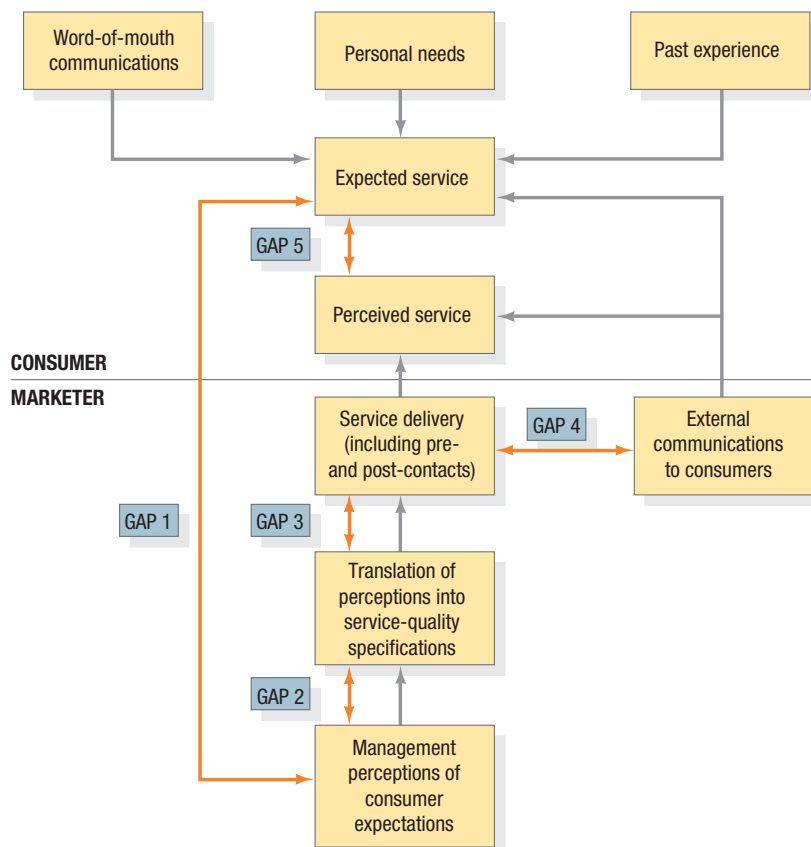 Word-of-mouth
communications
Personal needs
Past experience
Expected service
GAP 5
Perceived service
CONSUMER
MARKETER
Service delivery
(including pre-
and post-contacts)
GAP 4
External
communications
to consumers
GAP 1
GAP 3
Translation of
perceptions into
service-quality
specifications
GAP 2
Management
perceptions of
consumer
expectations